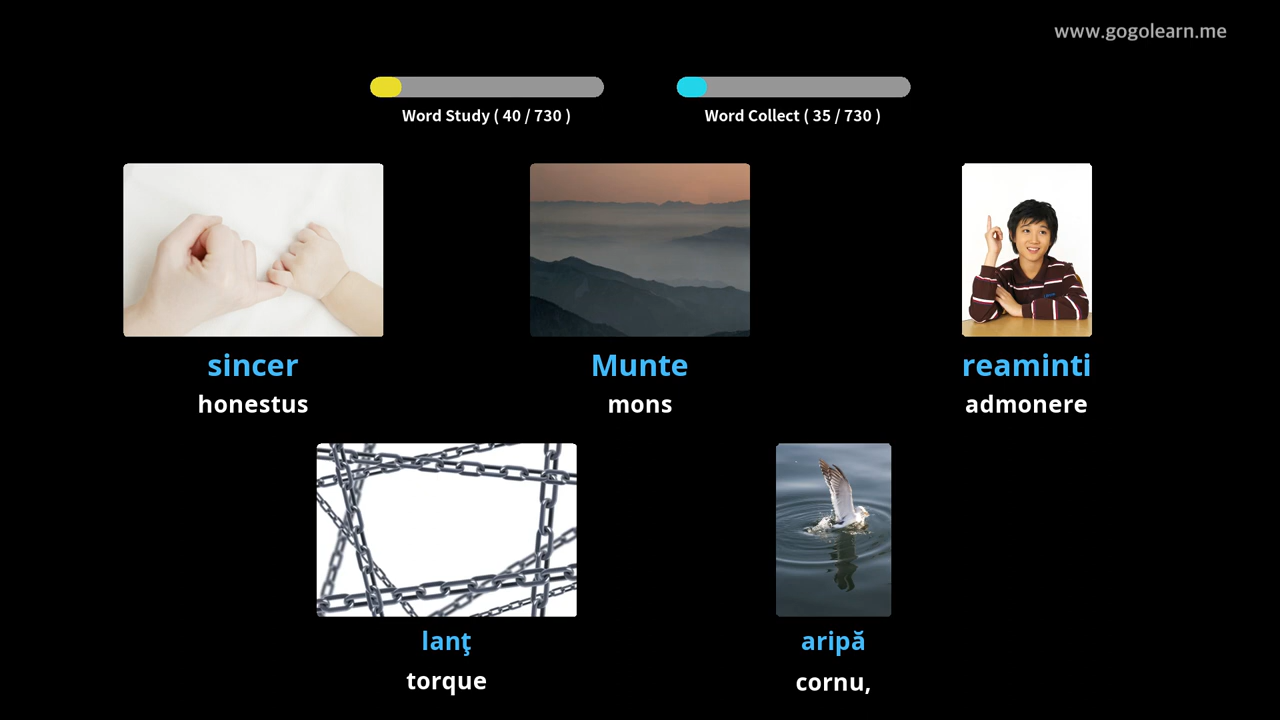 www.gogolearn.me
Word Study ( 40 / 730 )
Word Collect ( 35 / 730 )
sincer
honestus
Munte
mons
reaminti
admonere
lanţ
torque
aripă
cornu,